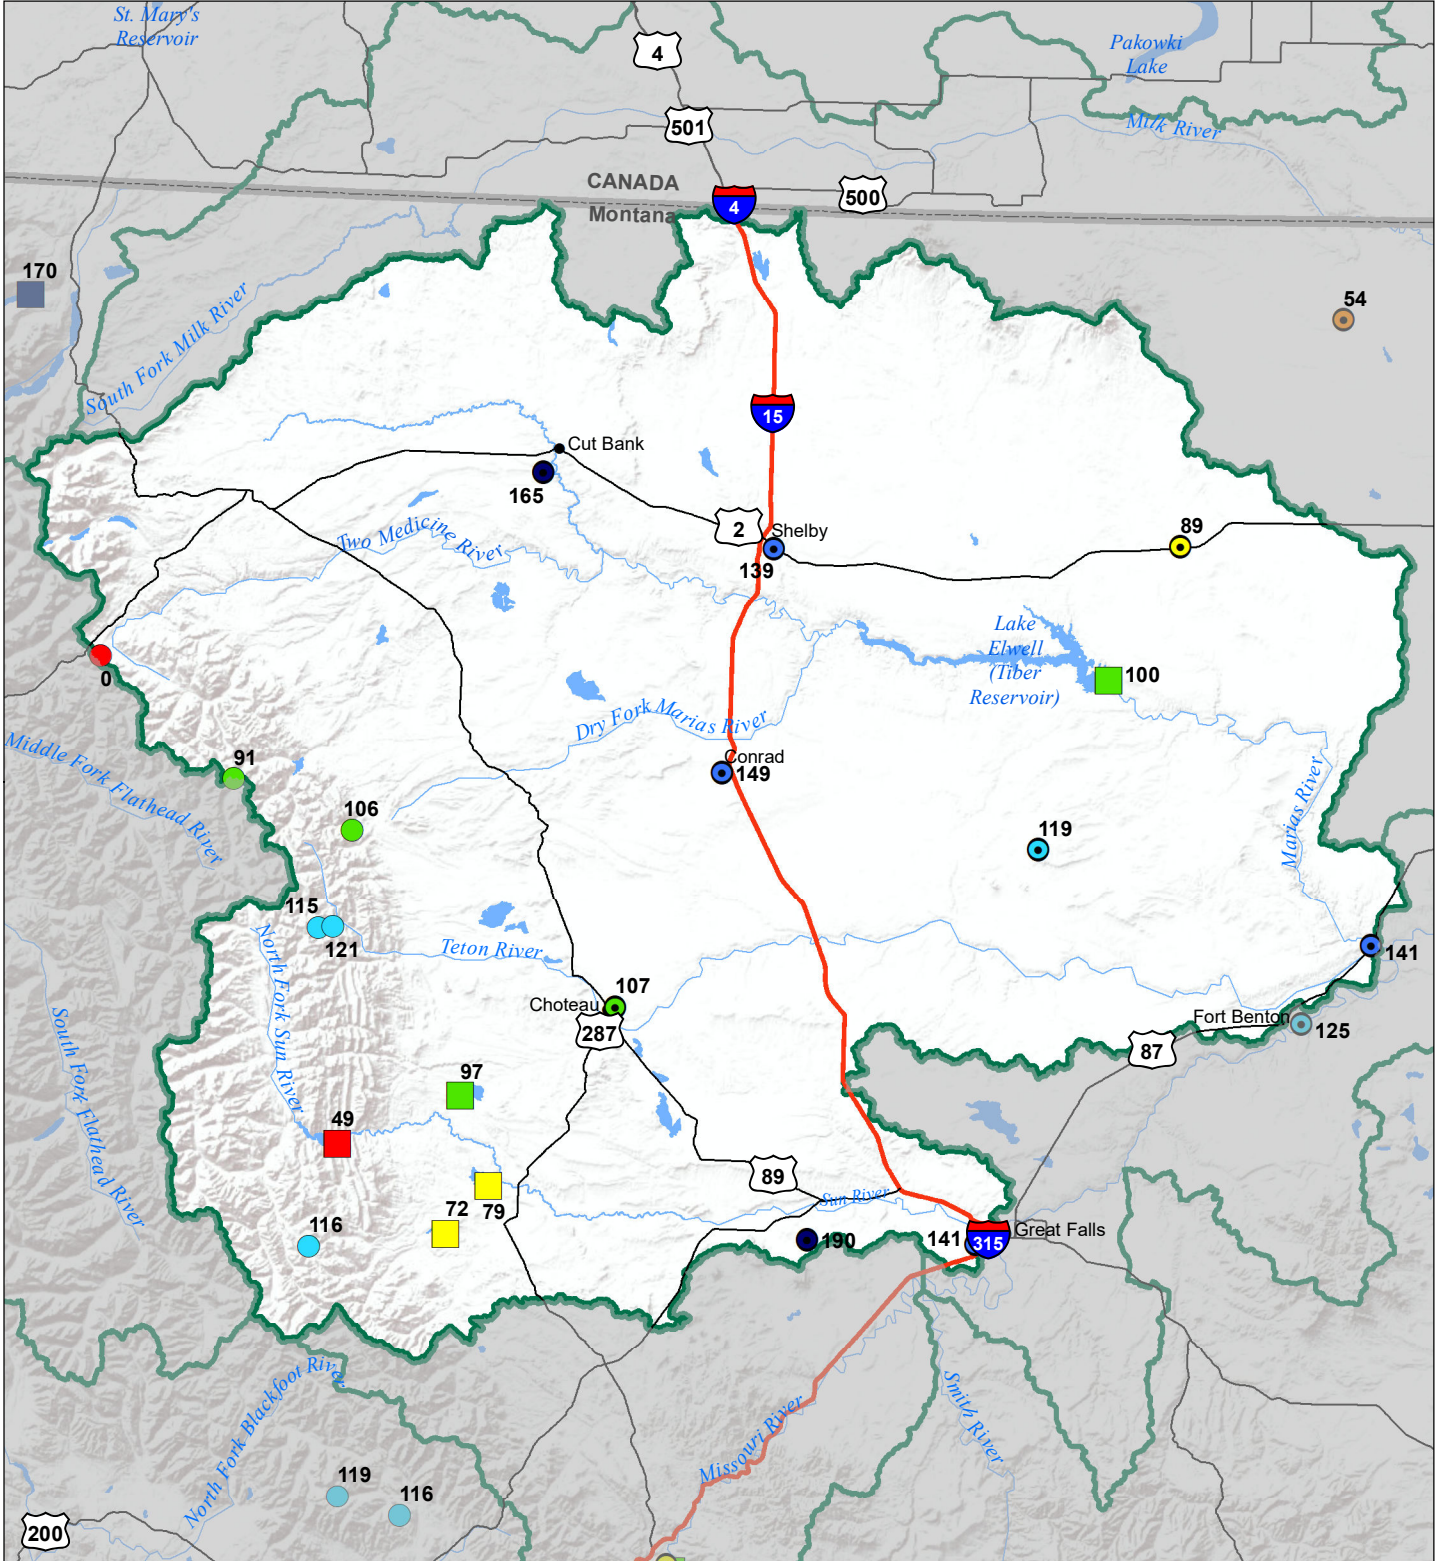 St. Mary's
Reservoir
4
Pakowki
Lake
501
Milk River
CANADA
Montana
4
500
170
54
South Fork Milk River
15
Cut Bank
165
2
Shelby
139
89
Two Medicine River
Lake
Elwell
(Tiber
Reservoir)
100
0
Dry Fork Marias River
Middle Fork Flathead River
91
Conrad
149
106
119
Marias River
115
121
North Fork Sun River
Teton River
141
107
Choteau
287
Fort Benton
125
87
South Fork Flathead River
97
49
89
79
72
Sun River
116
190
141
315
Great Falls
North Fork Blackfoot River
Missouri River
Smith River
119
116
200